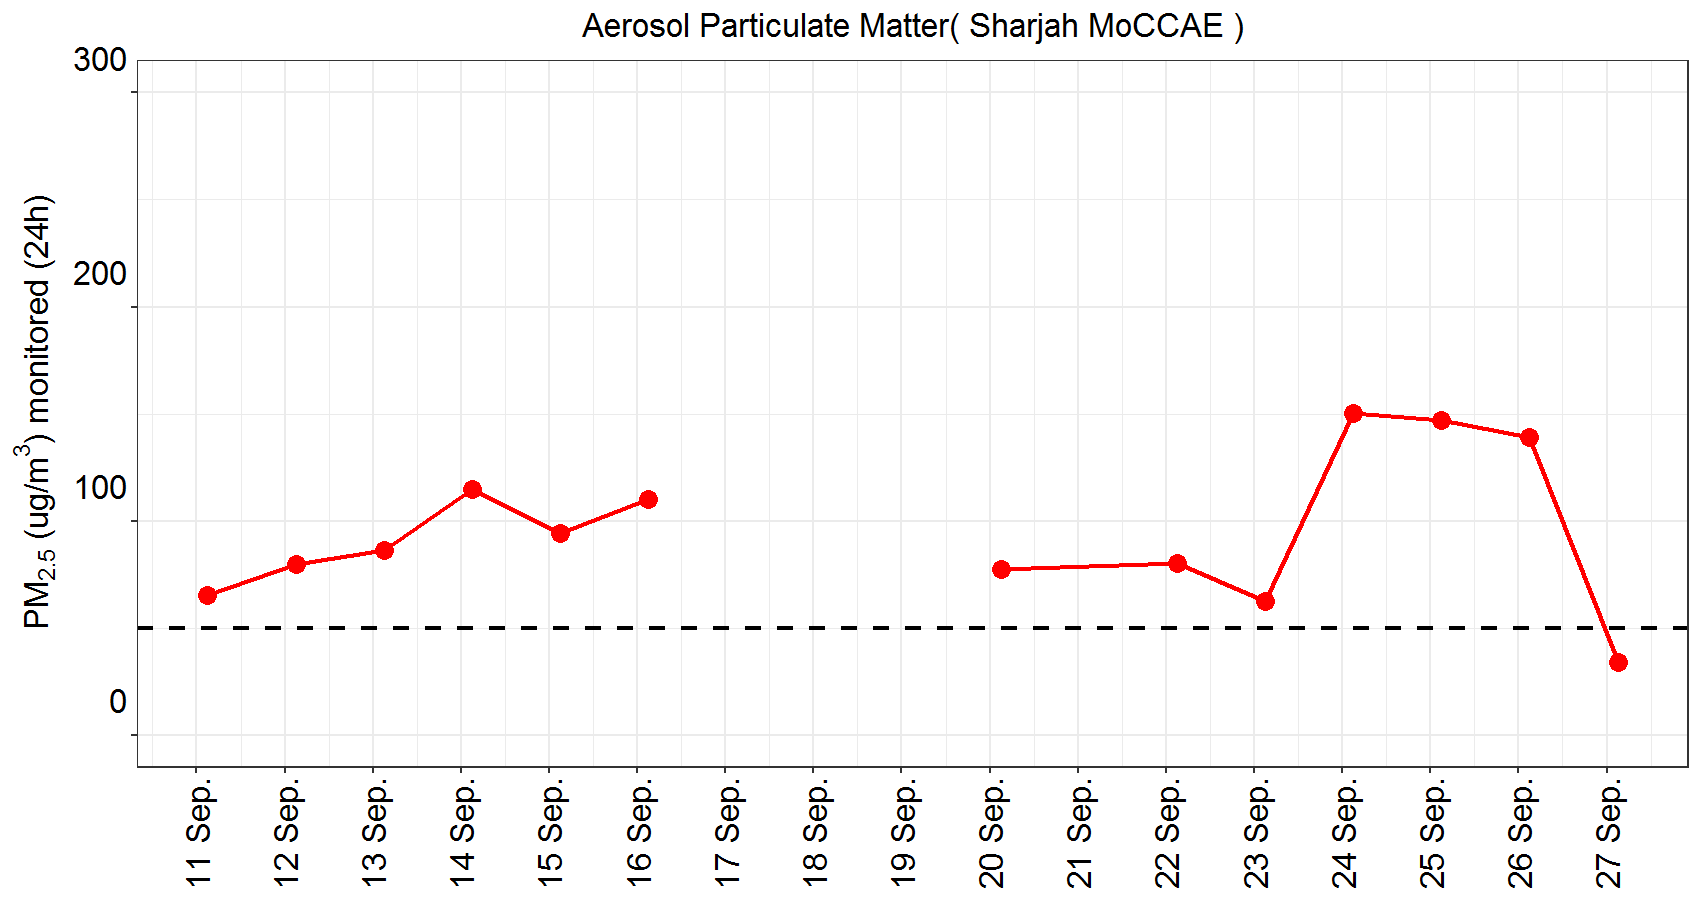 Aerosol Particulate Matter( Sharjah MoCCAE )
PM2.5 (ug/m3) monitored (24h)
300
200
100
0
11 Sep.
12 Sep.
13 Sep.
14 Sep.
15 Sep.
16 Sep.
17 Sep.
18 Sep.
19 Sep.
20 Sep.
21 Sep.
22 Sep.
23 Sep.
24 Sep.
25 Sep.
26 Sep.
27 Sep.